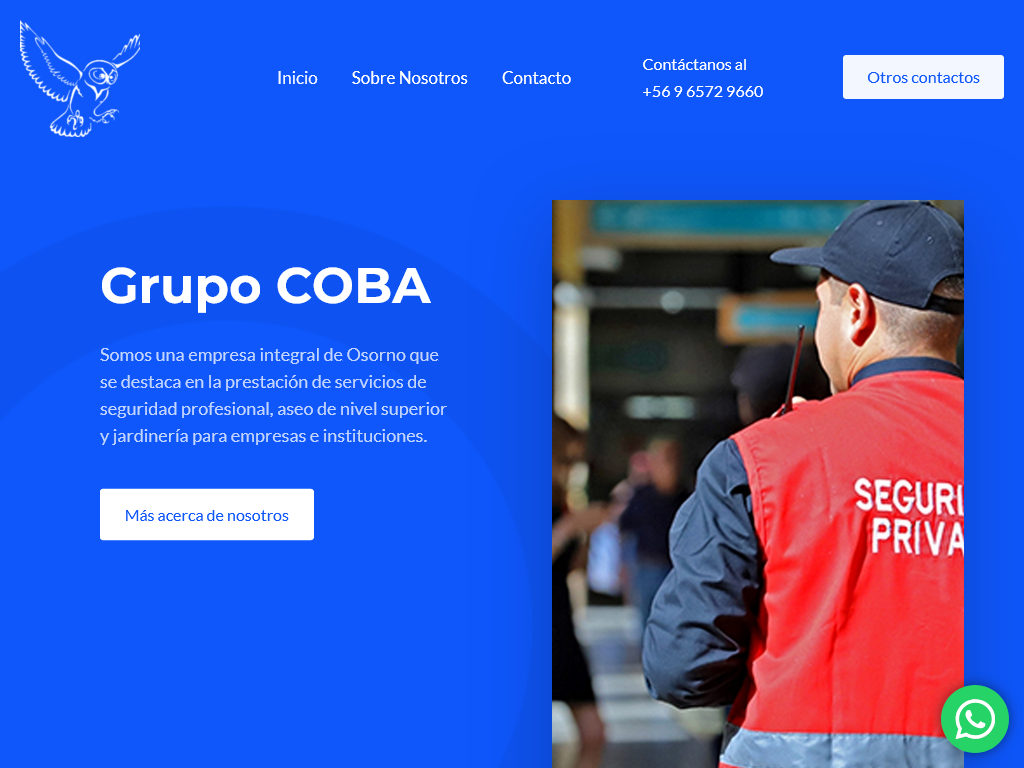 Inicio
Sobre Nosotros
Contacto
Contáctanos al
+56 9 6572 9660
Otros contactos
Grupo COBA
Somos una empresa integral de Osorno que
se destaca en la prestación de servicios de
seguridad profesional, aseo de nivel superior
y jardinería para empresas e instituciones.
Más acerca de nosotros
SEGURI
PRIVA